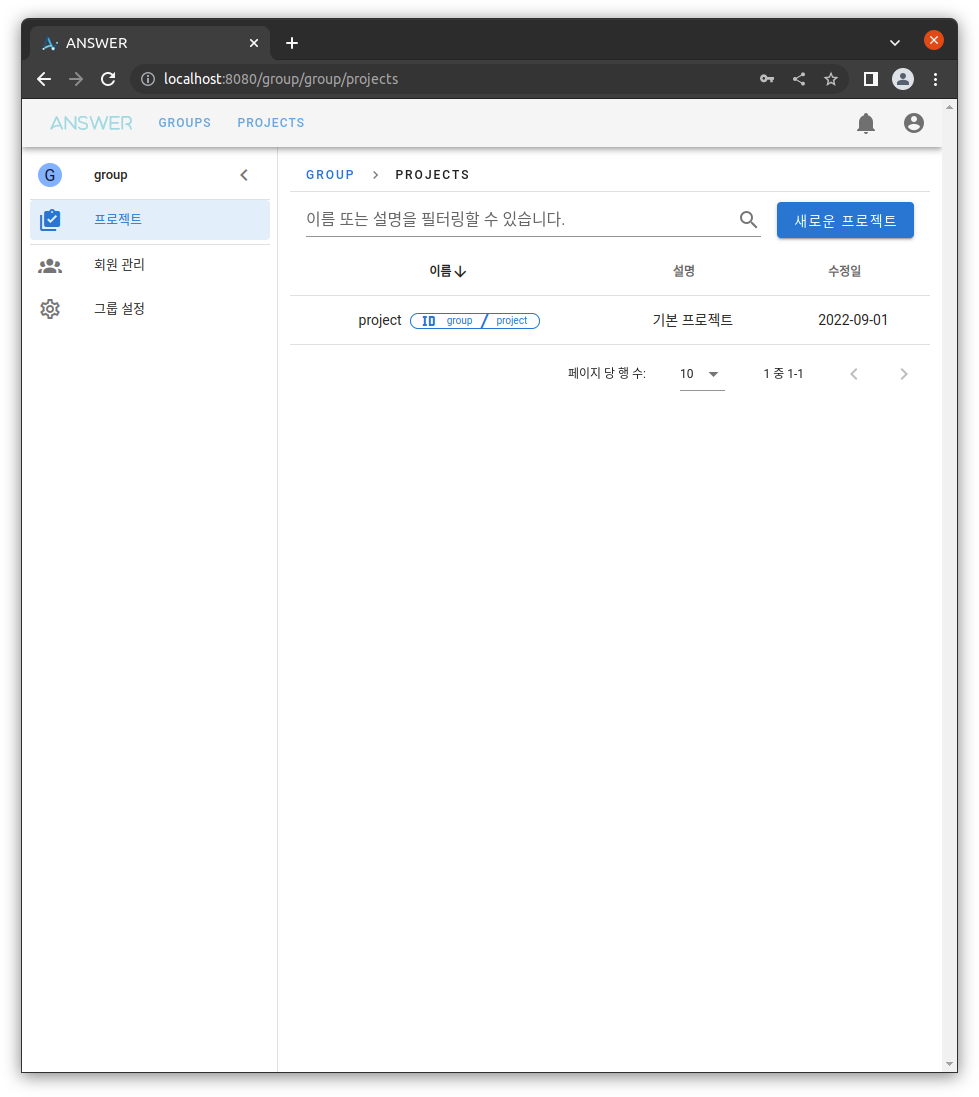 ANSWER
localhost:8080/group/group/projects
ANSWER GROUPS PROJECTS
G group
프로젝트
회원 관리
그룹 설정
GROUP > PROJECTS
이름 또는 설명을 필터링할 수 있습니다.
새로운 프로젝트
이름 설명 수정일
project ID group / project 기본 프로젝트 2022-09-01
페이지 당 행 수: 10 1 중 1-1